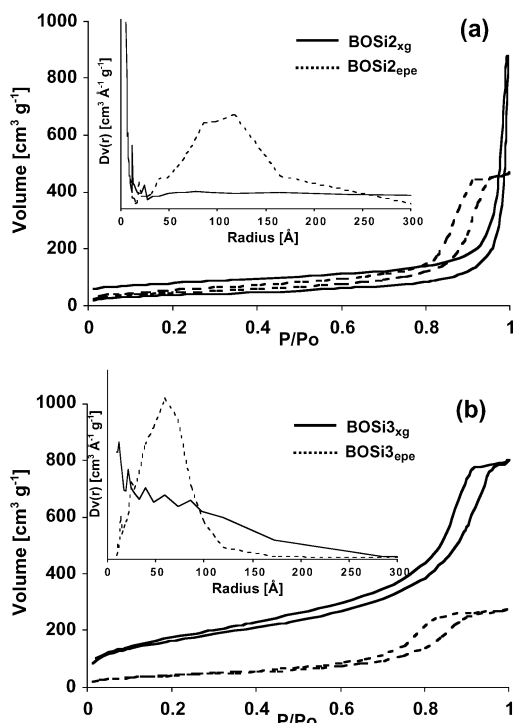 (a)
BOSi2xg
BOSi2epe
Dv(r) [cm³ Å⁻¹ g⁻¹]
0 50 100 150 200 250 300
Radius [Å]
Volume [cm³ g⁻¹]
1000
800
600
400
200
0
0 0.2 0.4 0.6 0.8 1
P/Po
(b)
BOSi3xg
BOSi3epe
Dv(r) [cm³ Å⁻¹ g⁻¹]
0 50 100 150 200 250 300
Radius [Å]
Volume [cm³ g⁻¹]
1000
800
600
400
200
0
0 0.2 0.4 0.6 0.8 1
P/Po